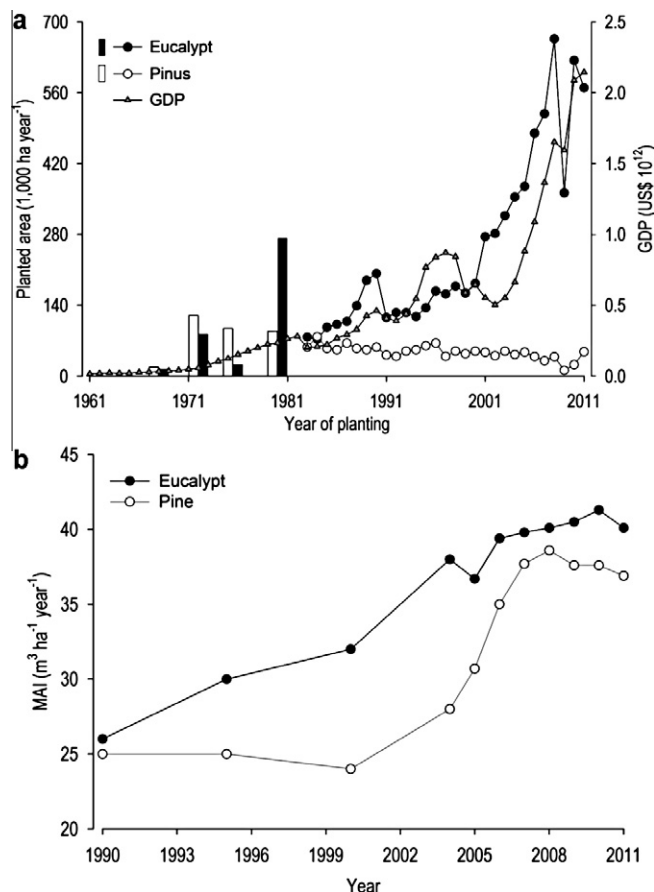 a
700
560
420
280
140
0
Planted area (1,000 ha year⁻¹)
Eucalypt
Pinus
GDP
2.5
2.0
1.5
1.0
0.5
0.0
GDP (US$ 10¹²)
1961 1971 1981 1991 2001 2011
Year of planting
b
45
40
35
30
25
20
MAI (m³ ha⁻¹ year⁻¹)
Eucalypt
Pine
1990 1993 1996 1999 2002 2005 2008 2011
Year